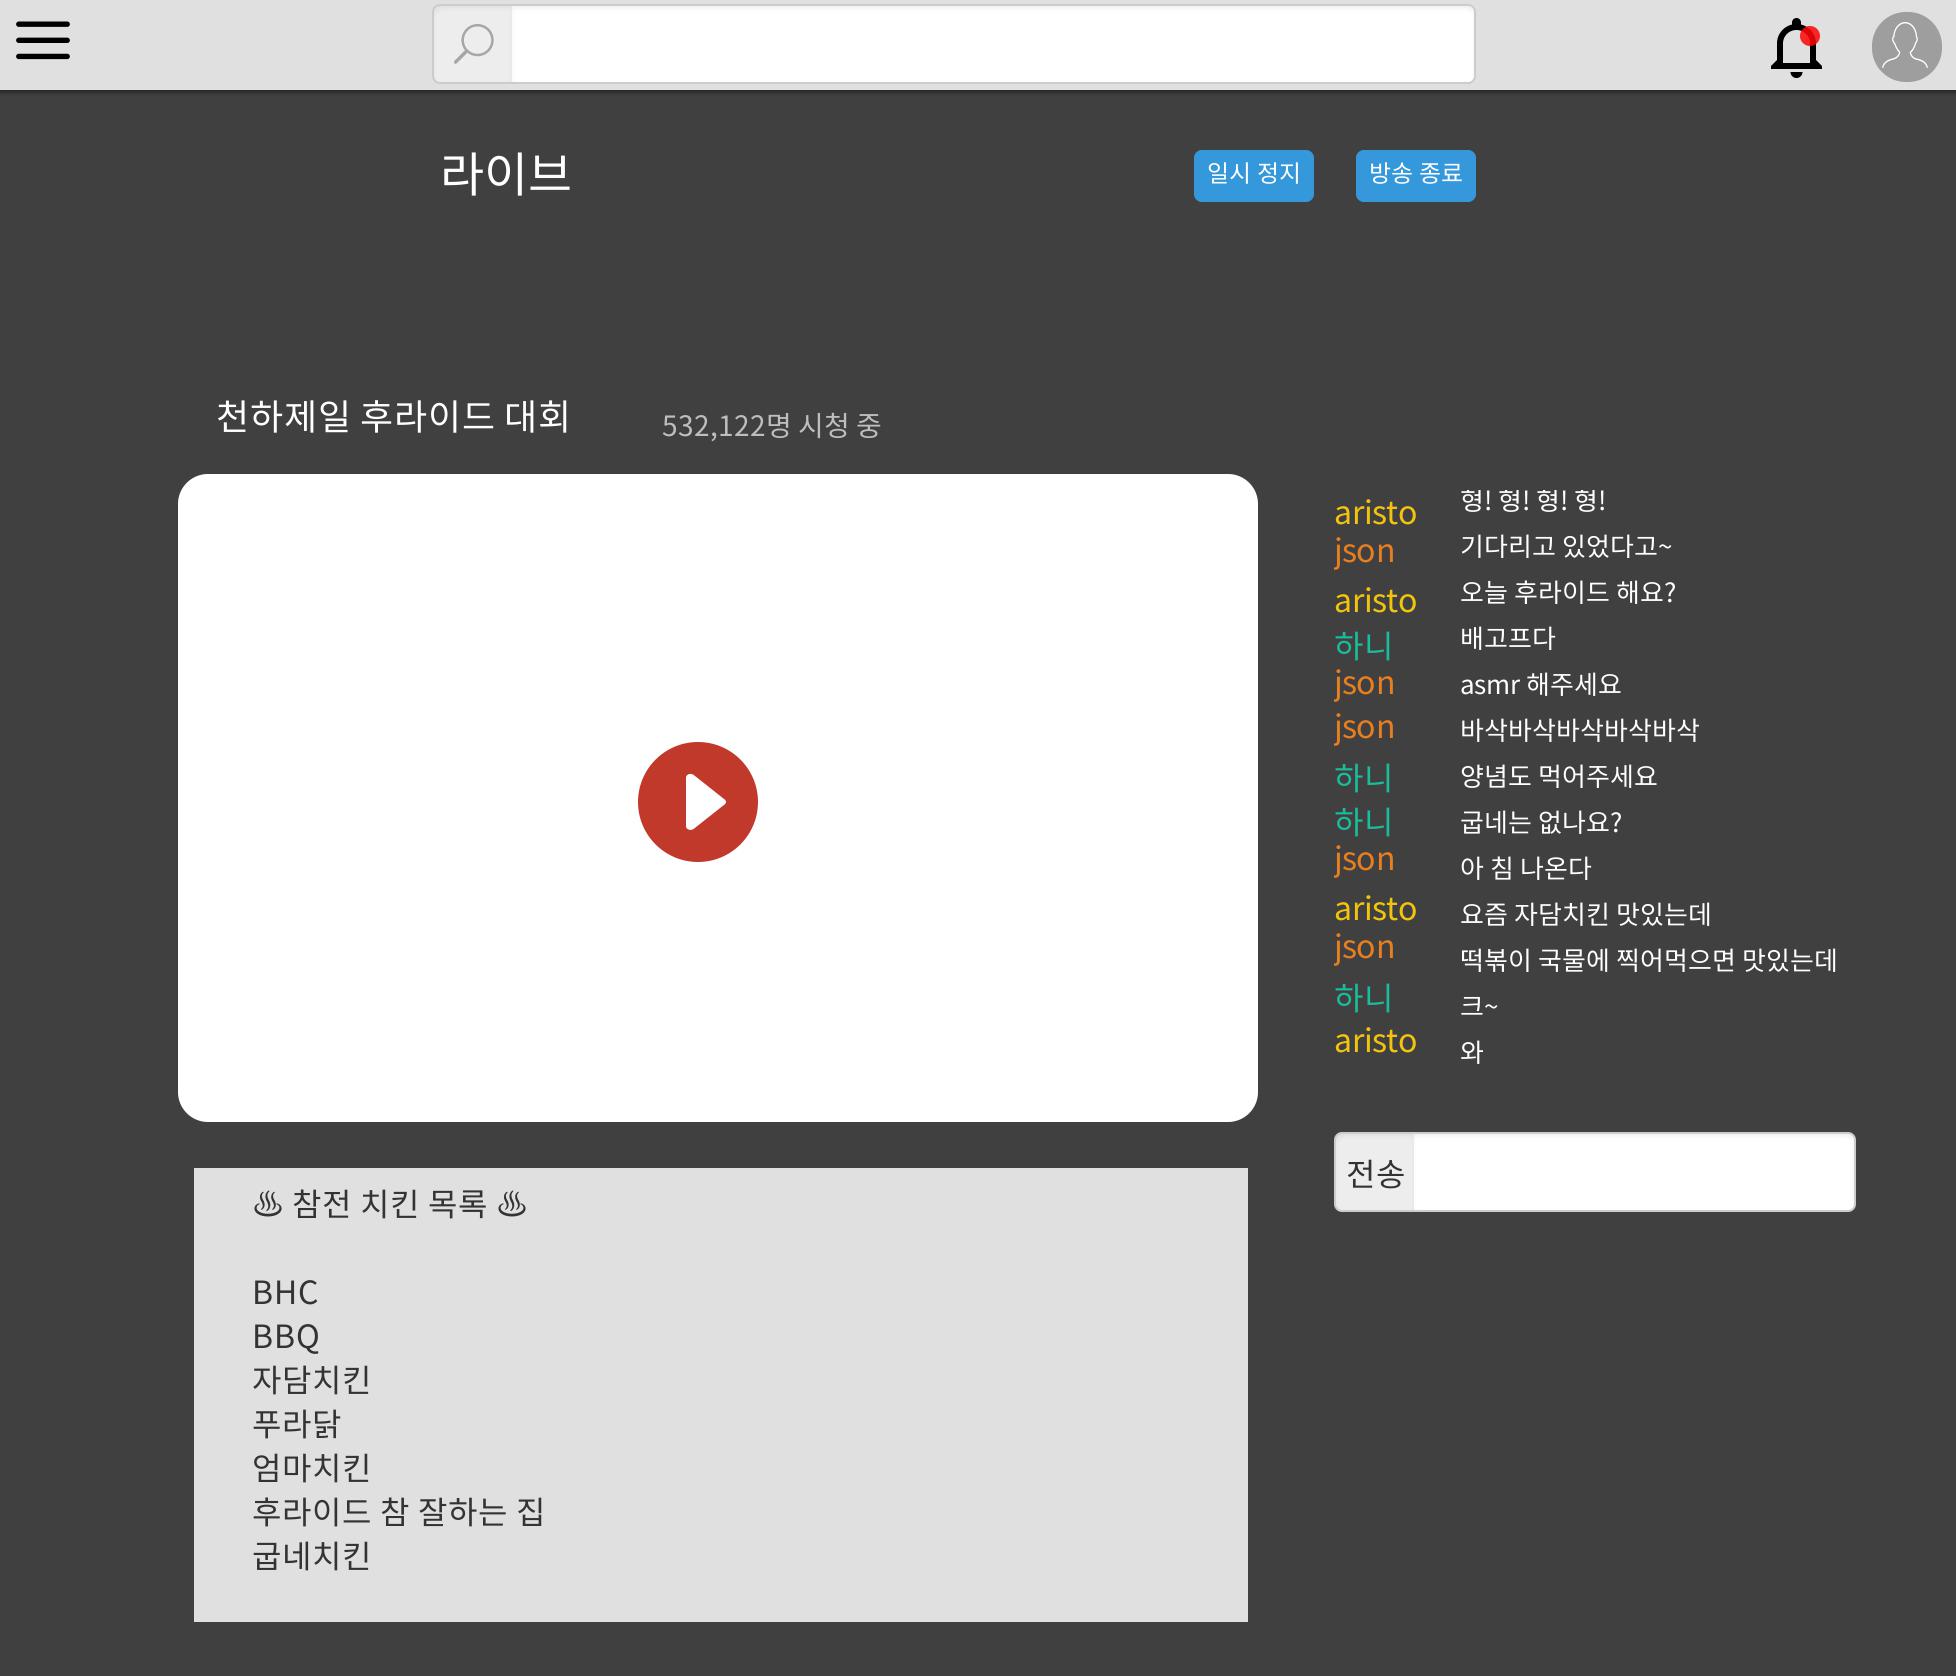 라이브
일시 정지
방송 종료
천하제일 후라이드 대회
532,122명 시청 중
aristo 형! 형! 형! 형!
json 기다리고 있었다고~
aristo 오늘 후라이드 해요?
하니 배고프다
json asmr 해주세요
json 바삭바삭바삭바삭바삭
하니 양념도 먹어주세요
하니 굽네는 없나요?
json 아 침 나온다
aristo 요즘 자담치킨 맛있는데
json 떡볶이 국물에 찍어먹으면 맛있는데
하니 크~
aristo 와
전송
♨ 참전 치킨 목록 ♨
BHC
BBQ
자담치킨
푸라닭
엄마치킨
후라이드 참 잘하는 집
굽네치킨